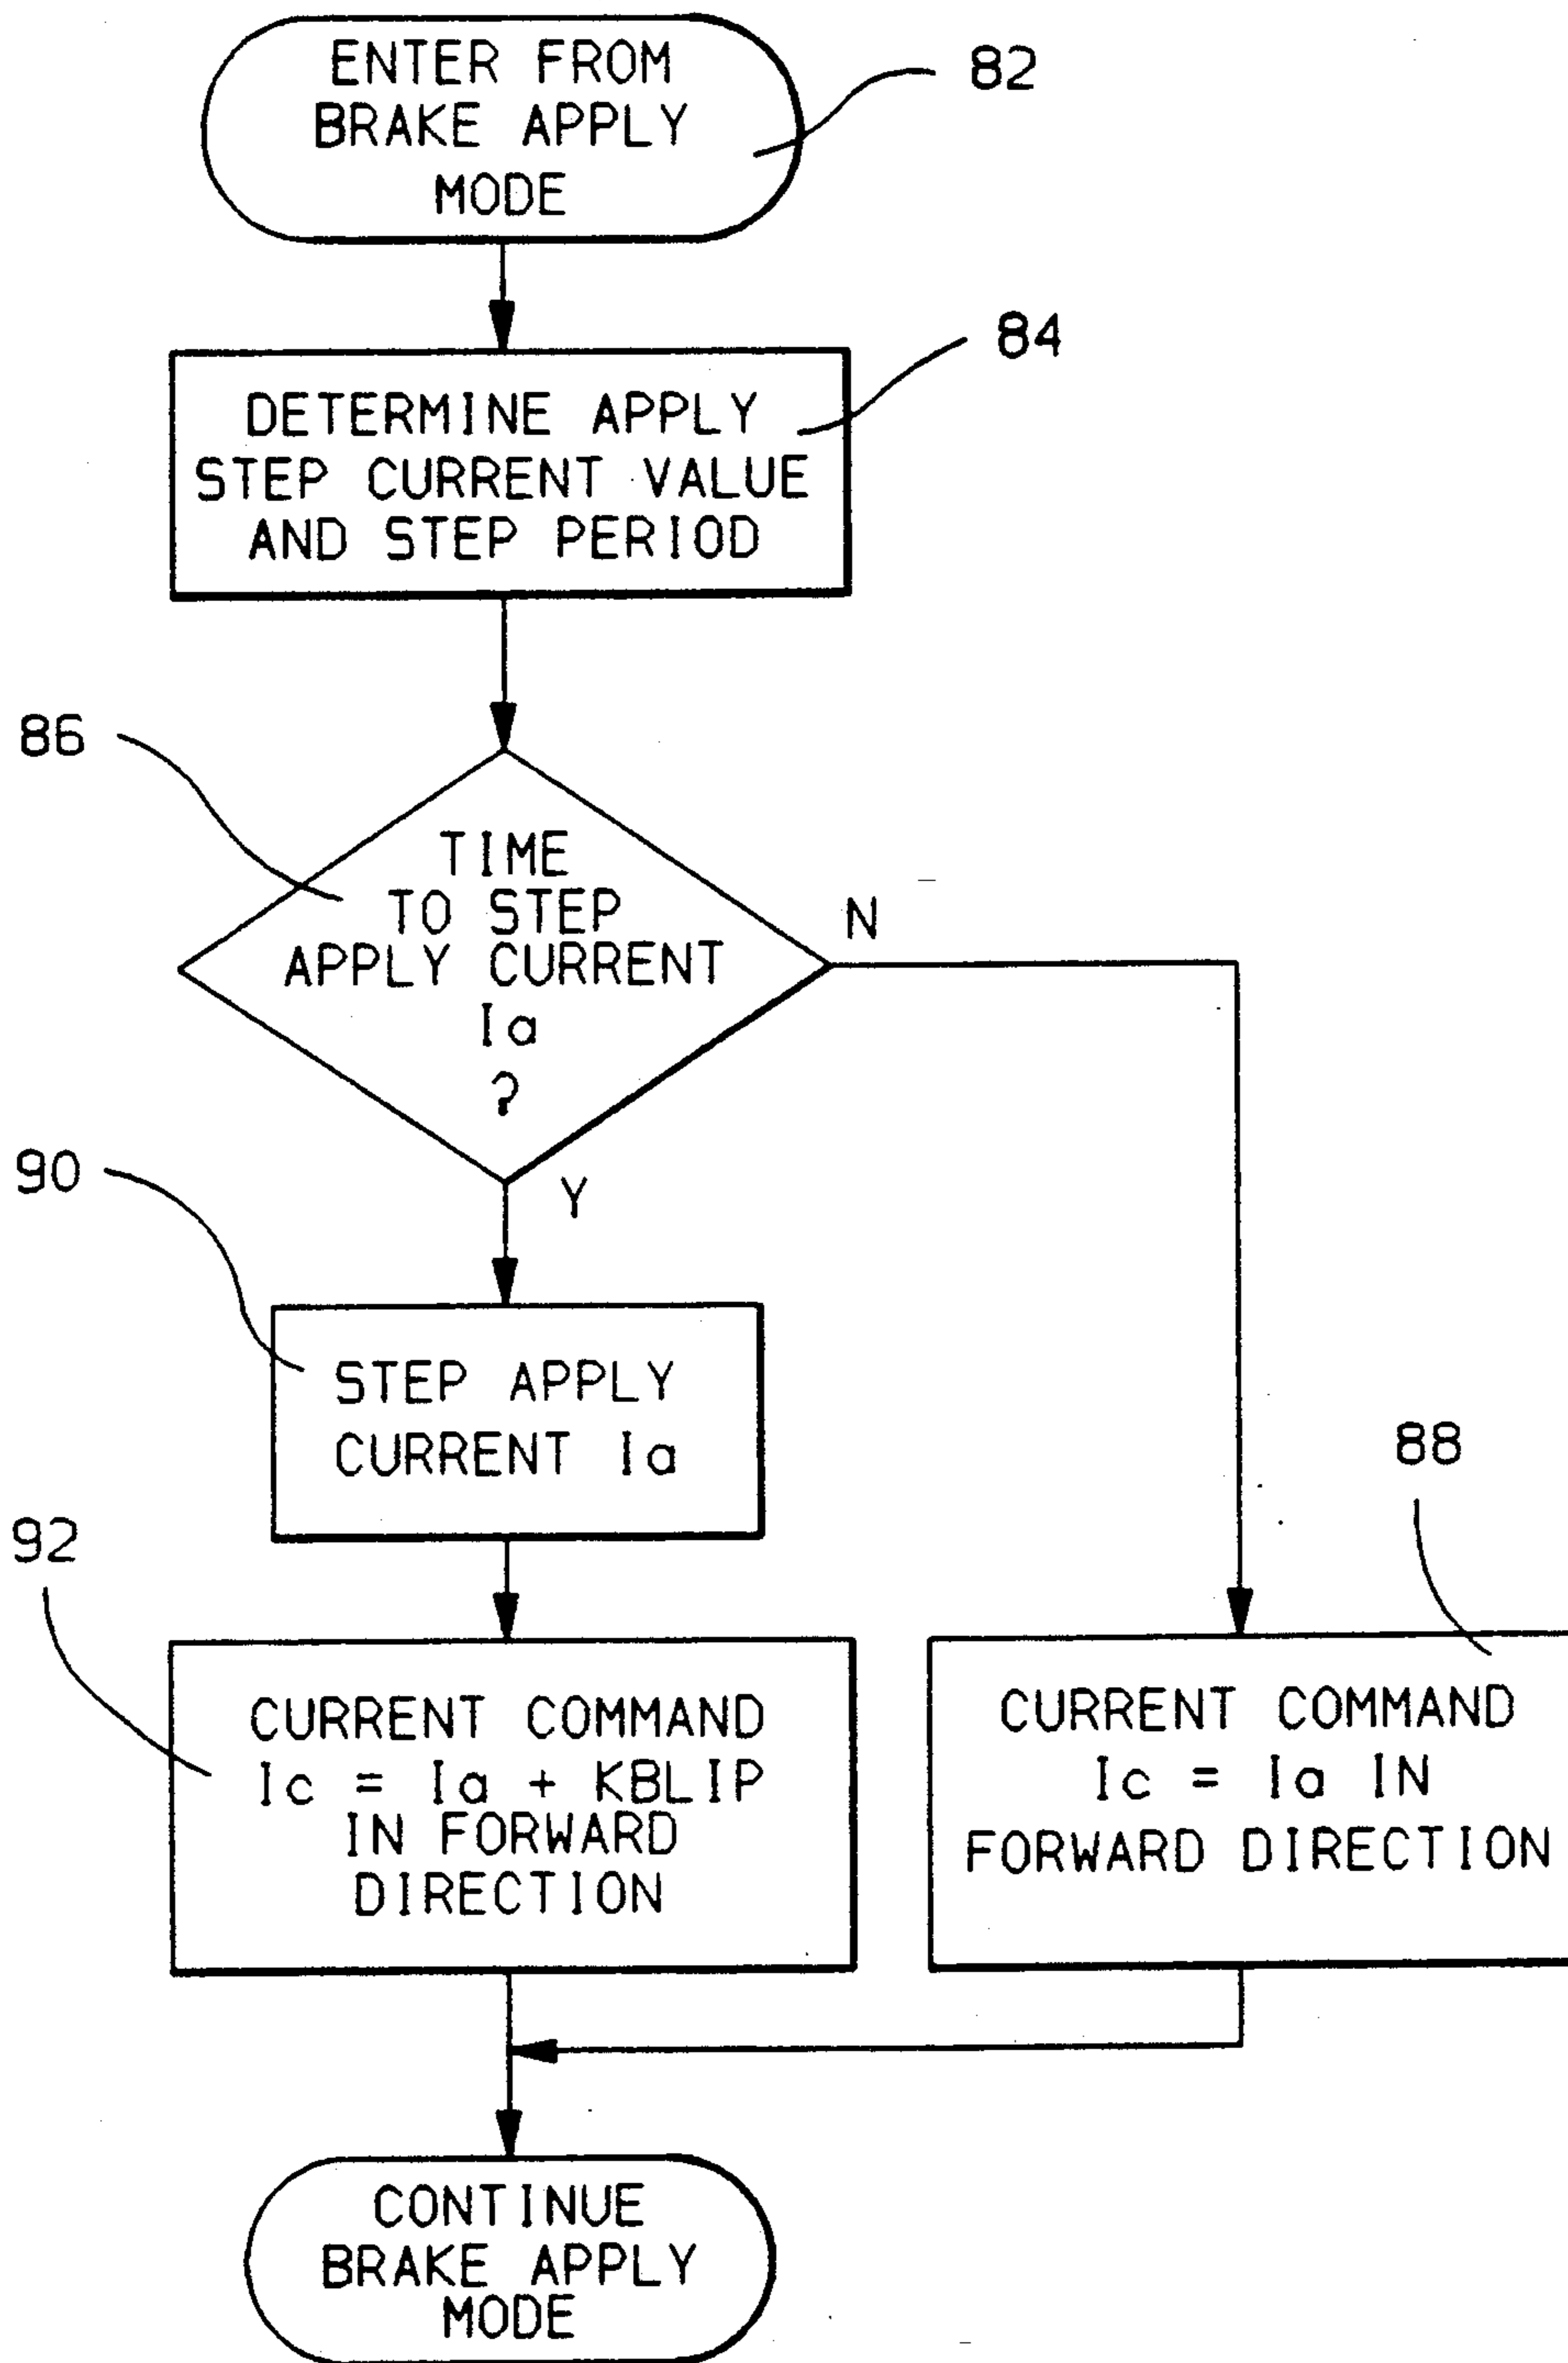 ENTER FROM
BRAKE APPLY
MODE
82
DETERMINE APPLY
STEP CURRENT VALUE
AND STEP PERIOD
84
86
TIME
TO STEP
APPLY CURRENT
Ia
?
N
Y
90
STEP APPLY
CURRENT Ia
92
CURRENT COMMAND
Ic = Ia + KBLIP
IN FORWARD
DIRECTION
88
CURRENT COMMAND
Ic = Ia IN
FORWARD DIRECTION
CONTINUE
BRAKE APPLY
MODE